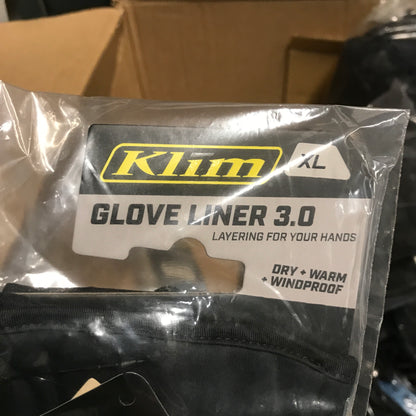 Klim XL
GLOVE LINER 3.0
LAYERING FOR YOUR HANDS
DRY + WARM
+ WINDPROOF